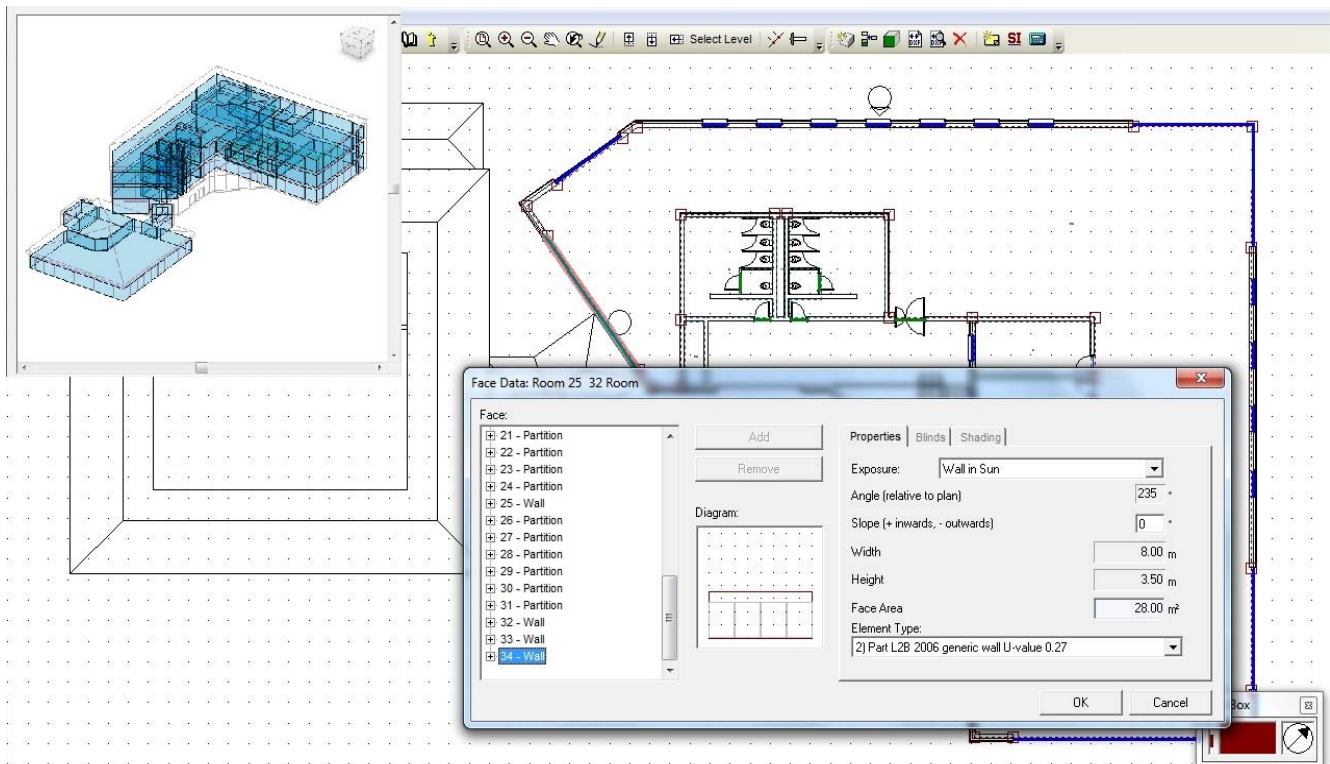 Select Level
SI
Face Data: Room 25 32 Room
Face:
21 - Partition
22 - Partition
23 - Partition
24 - Partition
25 - Wall
26 - Partition
27 - Partition
28 - Partition
29 - Partition
30 - Partition
31 - Partition
32 - Wall
33 - Wall
34 - Wall
Add
Remove
Diagram:
Properties Blinds Shading
Exposure: Wall in Sun
Angle (relative to plan) 235 °
Slope (+ inwards, - outwards) 0 °
Width 8.00 m
Height 3.50 m
Face Area 28.00 m²
Element Type:
2) Part L2B 2006 generic wall U-value 0.27
OK Cancel
Box